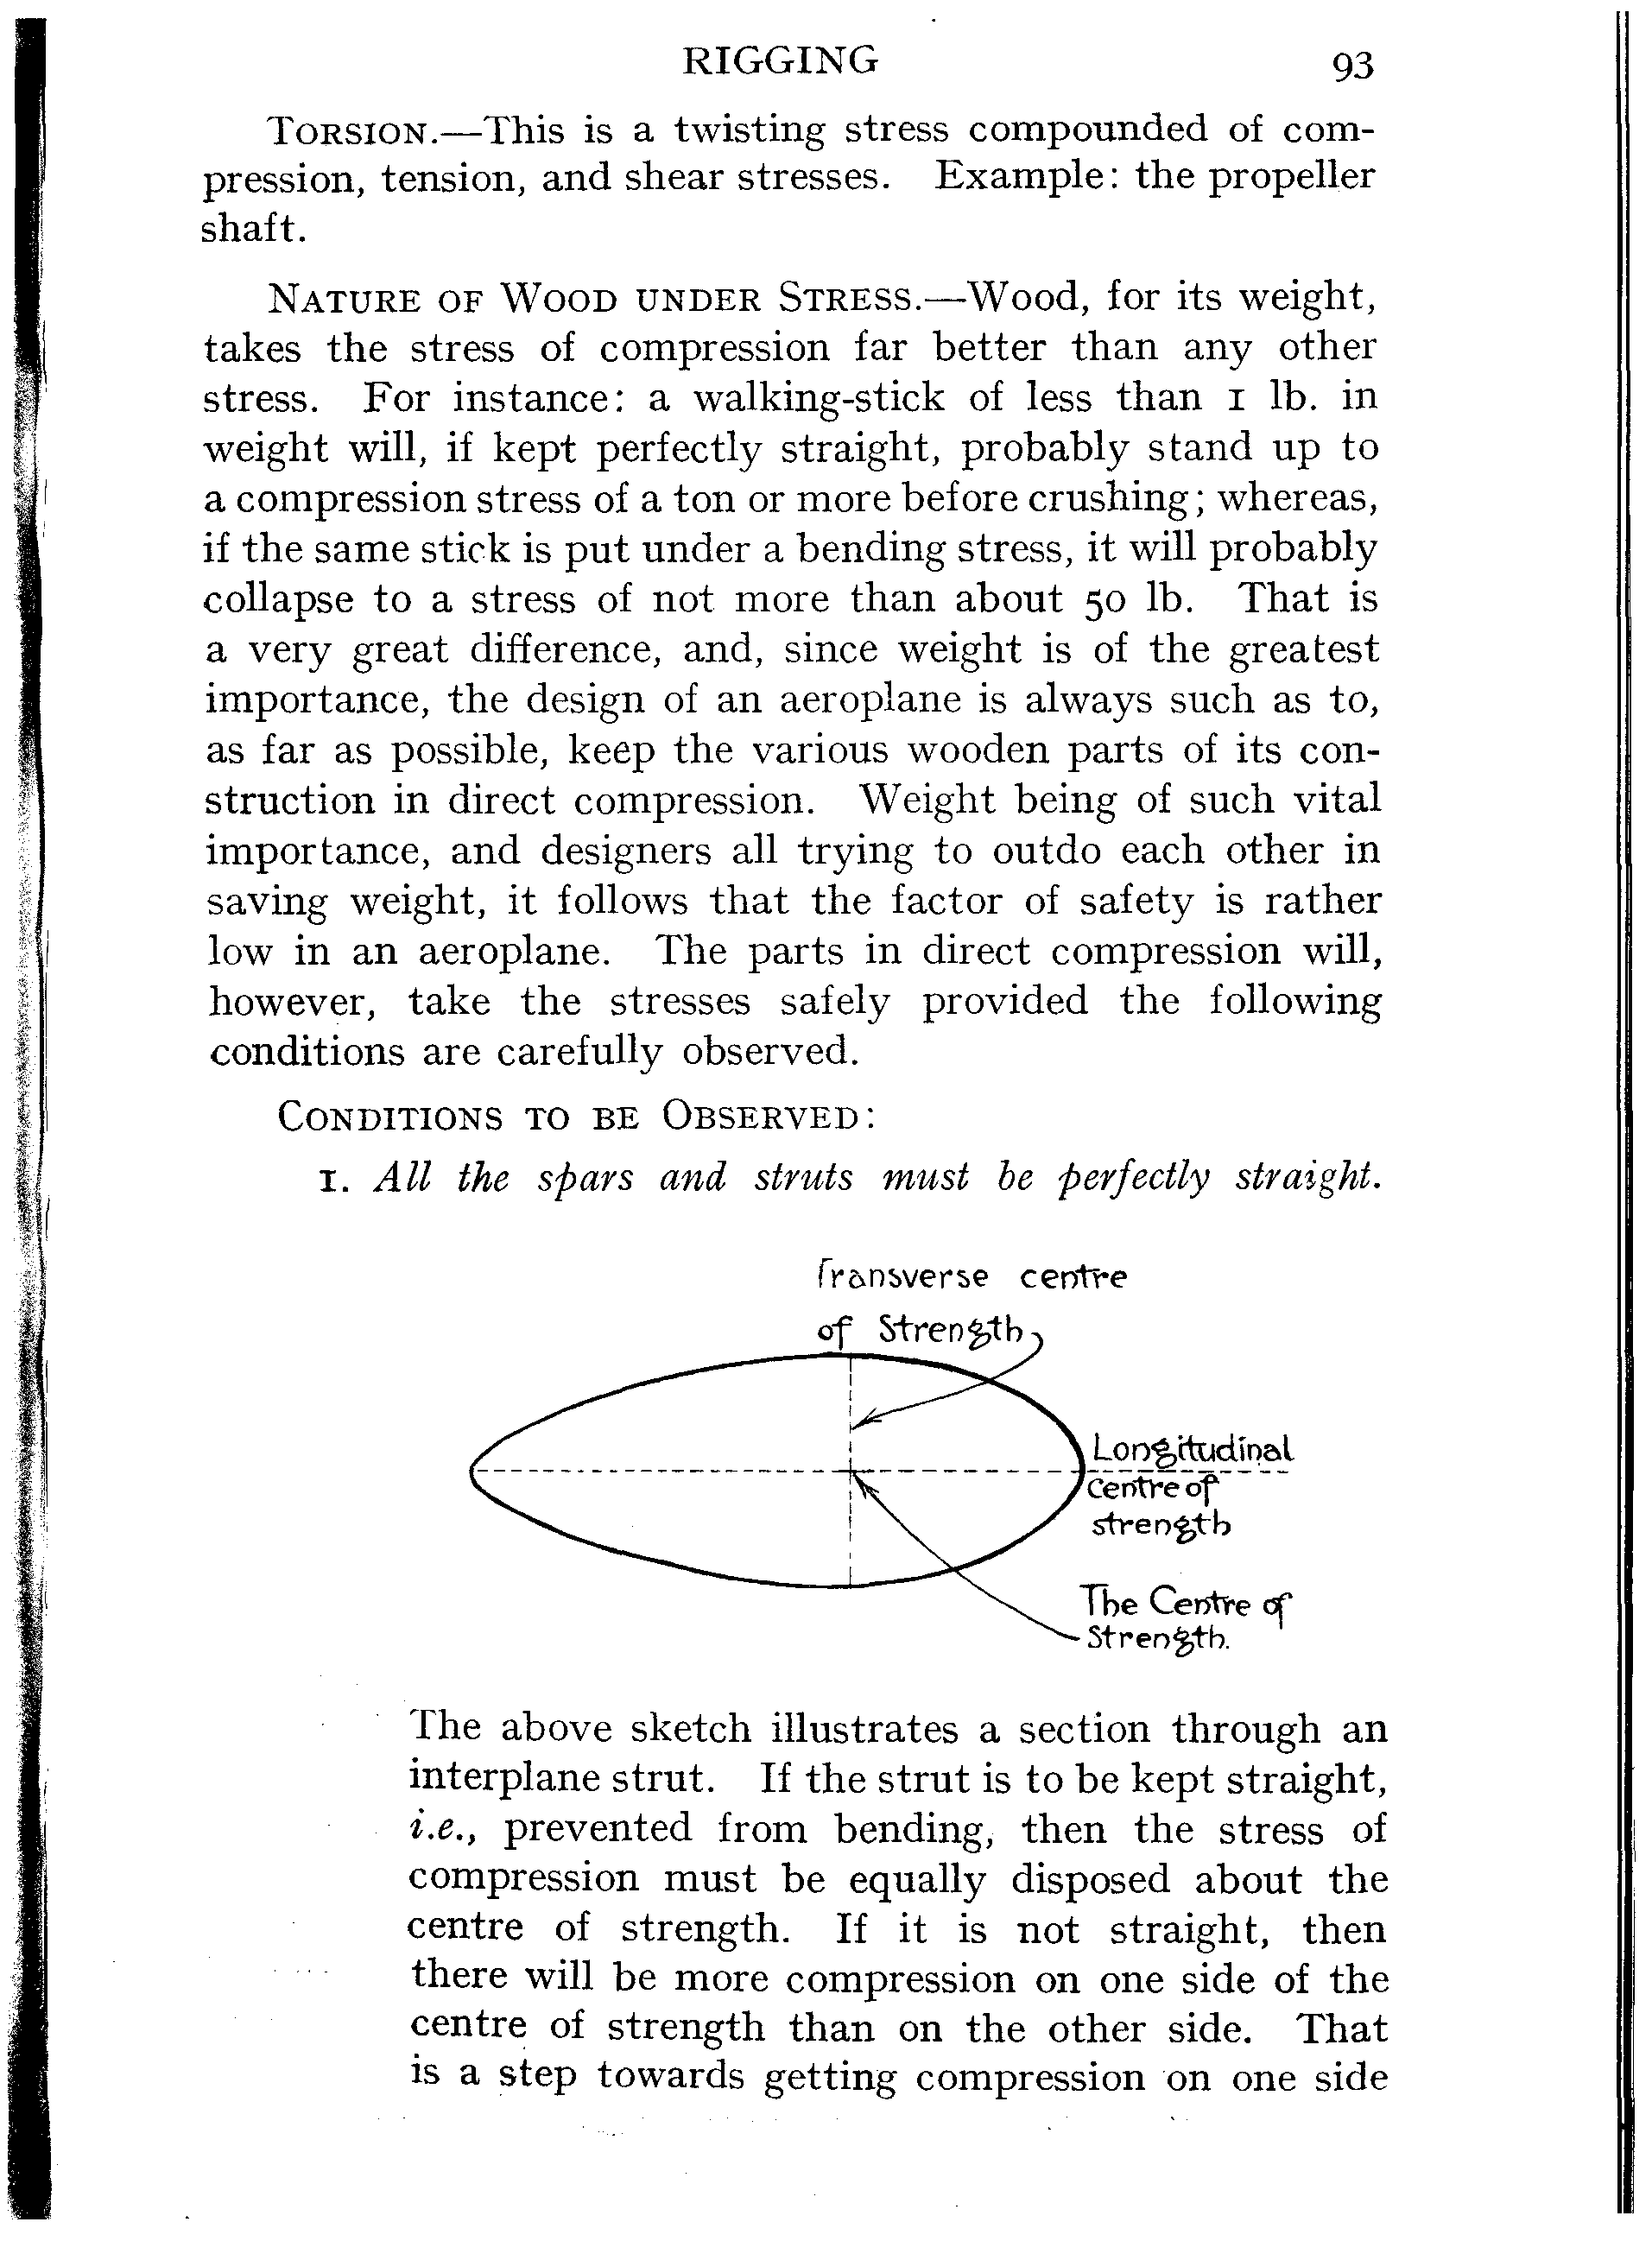 RIGGING 93
TORSION.—This is a twisting stress compounded of com-
pression, tension, and shear stresses. Example: the propeller
shaft.
NATURE OF WOOD UNDER STRESS.—Wood, for its weight,
takes the stress of compression far better than any other
stress. For instance: a walking-stick of less than 1 lb. in
weight will, if kept perfectly straight, probably stand up to
a compression stress of a ton or more before crushing; whereas,
if the same stick is put under a bending stress, it will probably
collapse to a stress of not more than about 50 lb. That is
a very great difference, and, since weight is of the greatest
importance, the design of an aeroplane is always such as to,
as far as possible, keep the various wooden parts of its con-
struction in direct compression. Weight being of such vital
importance, and designers all trying to outdo each other in
saving weight, it follows that the factor of safety is rather
low in an aeroplane. The parts in direct compression will,
however, take the stresses safely provided the following
conditions are carefully observed.
CONDITIONS TO BE OBSERVED:
1. All the spars and struts must be perfectly straight.
Transverse centre
of Strength
Longitudinal
Centre of
strength
The Centre of
Strength.
The above sketch illustrates a section through an
interplane strut. If the strut is to be kept straight,
i.e., prevented from bending, then the stress of
compression must be equally disposed about the
centre of strength. If it is not straight, then
there will be more compression on one side of the
centre of strength than on the other side. That
is a step towards getting compression on one side